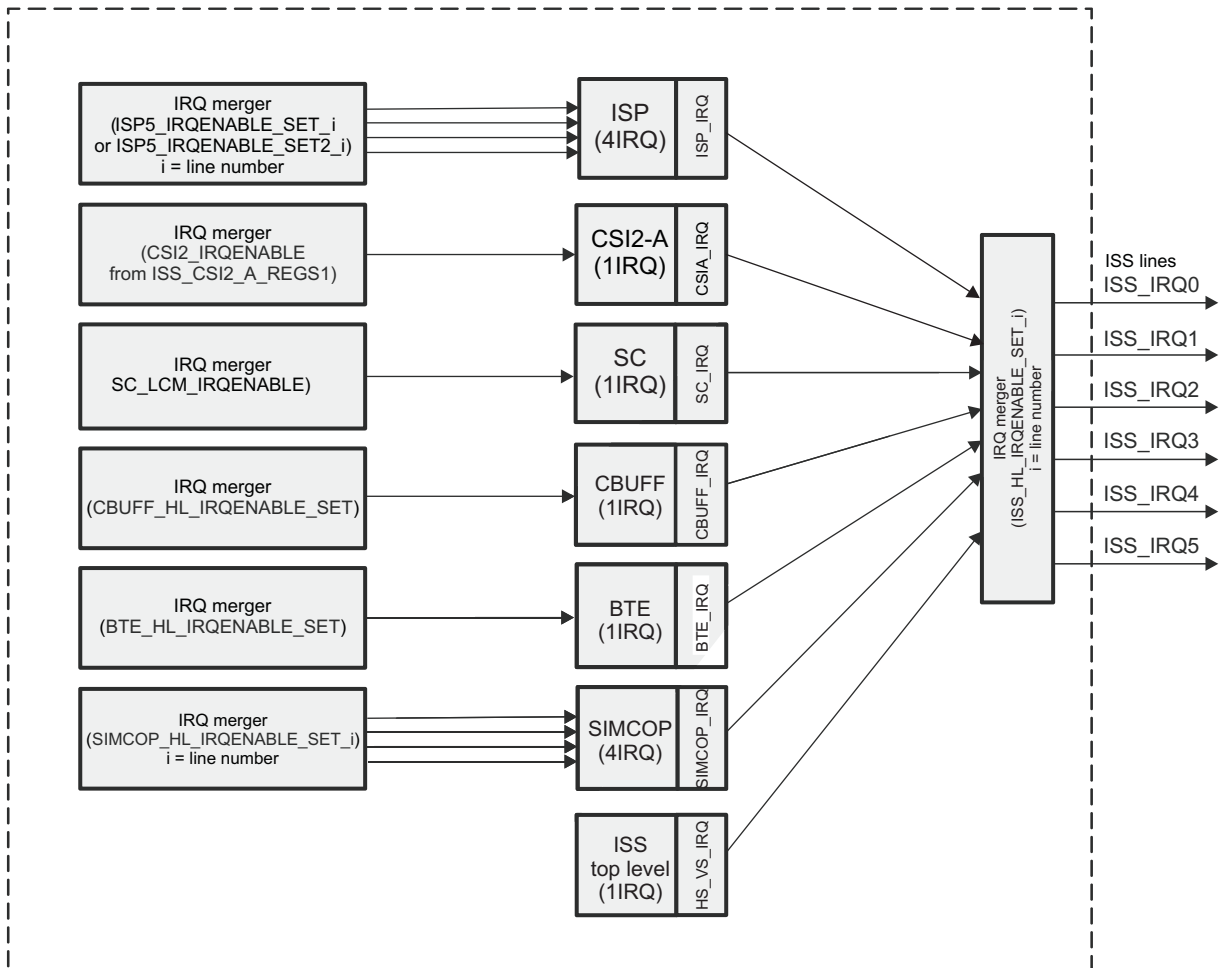 IRQ merger
(ISP5_IRQENABLE_SET_i
or ISP5_IRQENABLE_SET2_i)
i = line number
ISP
(4IRQ)
ISP_IRQ
IRQ merger
(CSI2_IRQENABLE
from ISS_CSI2_A_REGS1)
CSI2-A
(1IRQ)
CSIA_IRQ
IRQ merger
SC_LCM_IRQENABLE)
SC
(1IRQ)
SC_IRQ
IRQ merger
(CBUFF_HL_IRQENABLE_SET)
CBUFF
(1IRQ)
CBUFF_IRQ
IRQ merger
(BTE_HL_IRQENABLE_SET)
BTE
(1IRQ)
BTE_IRQ
IRQ merger
(SIMCOP_HL_IRQENABLE_SET_i)
i = line number
SIMCOP
(4IRQ)
SIMCOP_IRQ
ISS
top level
(1IRQ)
HS_VS_IRQ
IRQ merger
(ISS_HL_IRQENABLE_SET_i)
i = line number
ISS lines
ISS_IRQ0
ISS_IRQ1
ISS_IRQ2
ISS_IRQ3
ISS_IRQ4
ISS_IRQ5